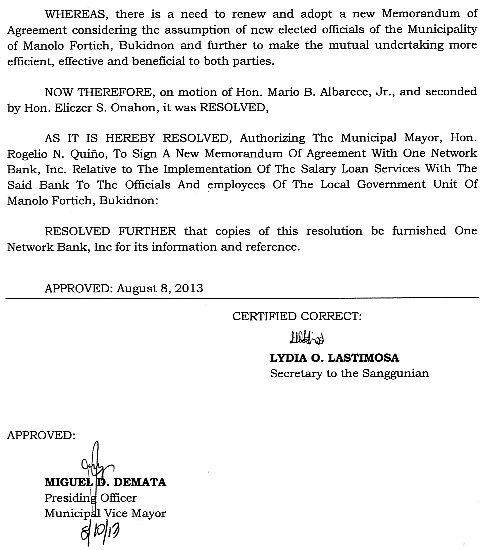 WHEREAS, there is a need to renew and adopt a new Memorandum of
Agreement considering the assumption of new elected officials of the Municipality
of Manolo Fortich, Bukidnon and further to make the mutual undertaking more
efficient, effective and beneficial to both parties.
NOW THEREFORE, on motion of Hon. Mario B. Albarece, Jr., and seconded
by Hon. Eliezer S. Onahon, it was RESOLVED,
AS IT IS HEREBY RESOLVED, Authorizing The Municipal Mayor, Hon.
Rogelio N. Quiño, To Sign A New Memorandum Of Agreement With One Network
Bank, Inc. Relative to The Implementation Of The Salary Loan Services With The
Said Bank To The Officials And employees Of The Local Government Unit Of
Manolo Fortich, Bukidnon:
RESOLVED FURTHER that copies of this resolution be furnished One
Network Bank, Inc for its information and reference.
APPROVED: August 8, 2013
CERTIFIED CORRECT:
LYDIA O. LASTIMOSA
Secretary to the Sanggunian
APPROVED:
MIGUEL D. DEMATA
Presiding Officer
Municipal Vice Mayor
8/10/13